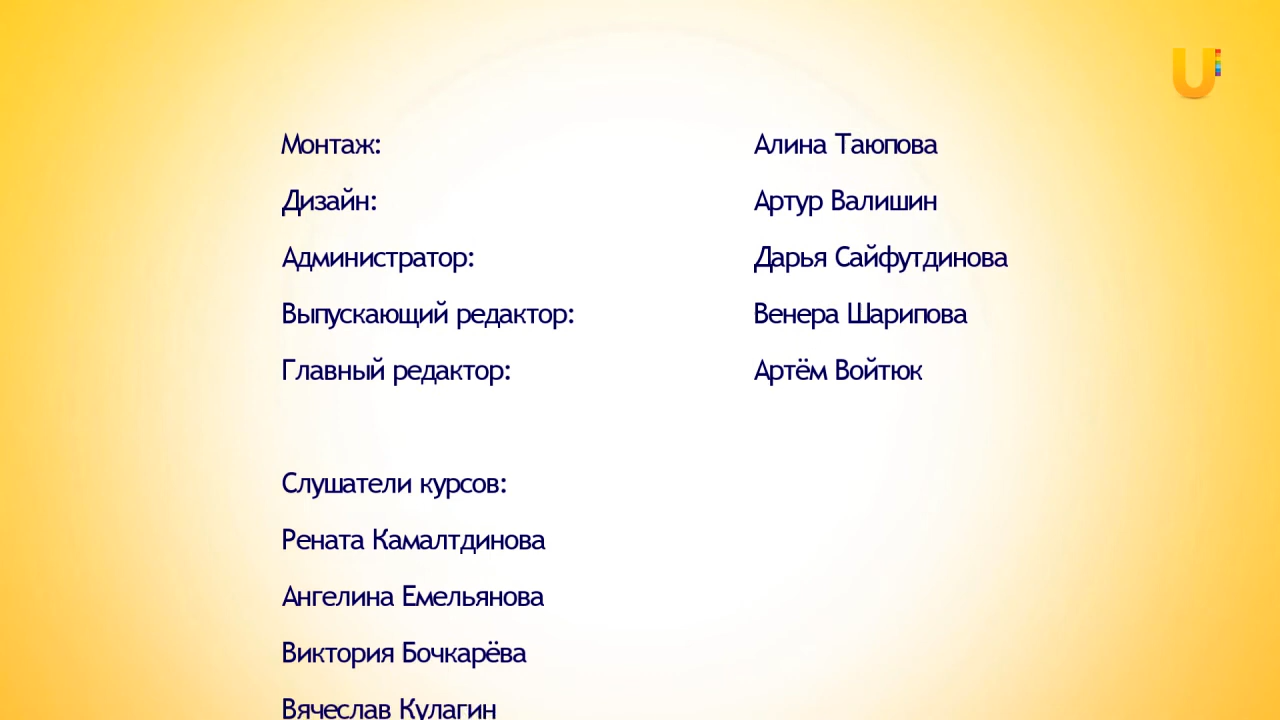 U
Монтаж: Алина Таюпова
Дизайн: Артур Валишин
Администратор: Дарья Сайфутдинова
Выпускающий редактор: Венера Шарипова
Главный редактор: Артём Войтюк
Слушатели курсов:
Рената Камалтдинова
Ангелина Емельянова
Виктория Бочкарёва
Вячеслав Кулагин